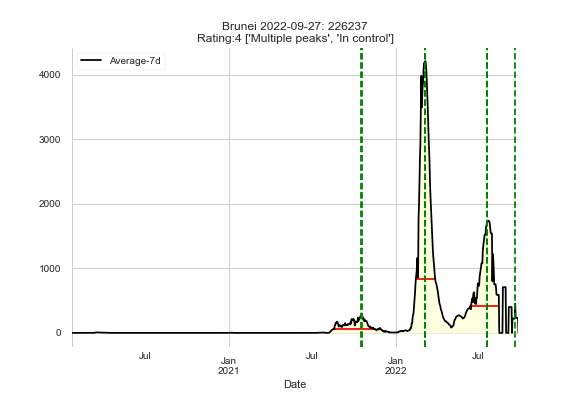 Brunei 2022-09-27: 226237
Rating:4 ['Multiple peaks', 'In control']
Average-7d
4000
3000
2000
1000
0
Jul
Jan
2021
Jul
Jan
2022
Jul
Date